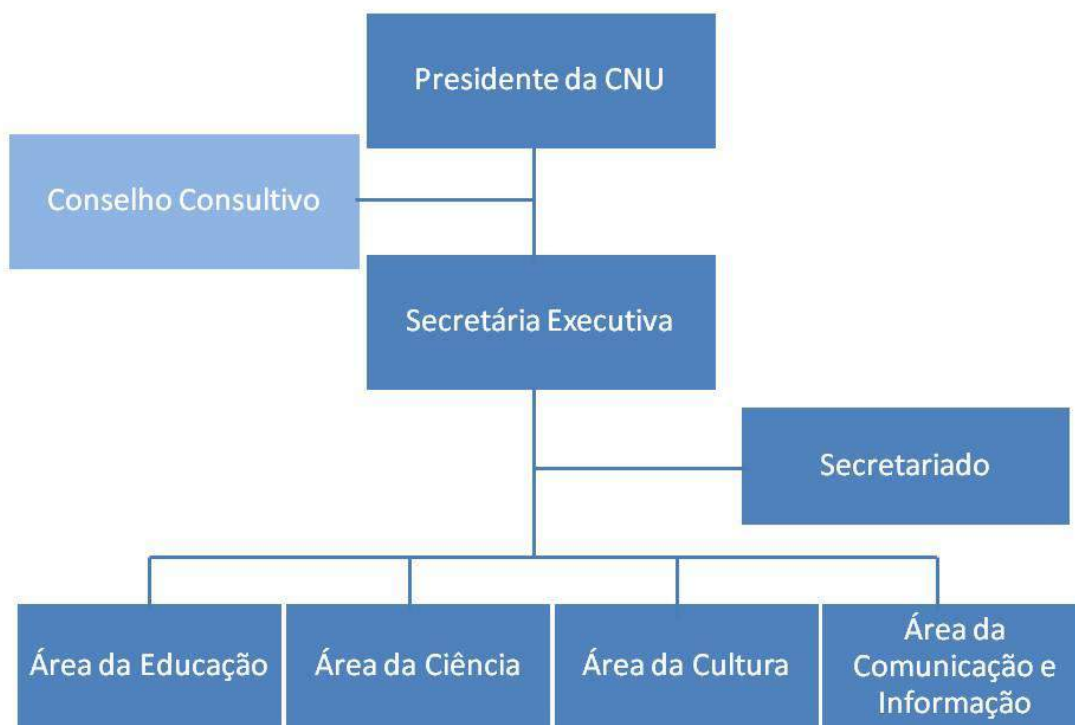 Presidente da CNU
Conselho Consultivo
Secretária Executiva
Secretariado
Área da Educação
Área da Ciência
Área da Cultura
Área da
Comunicação e
Informação